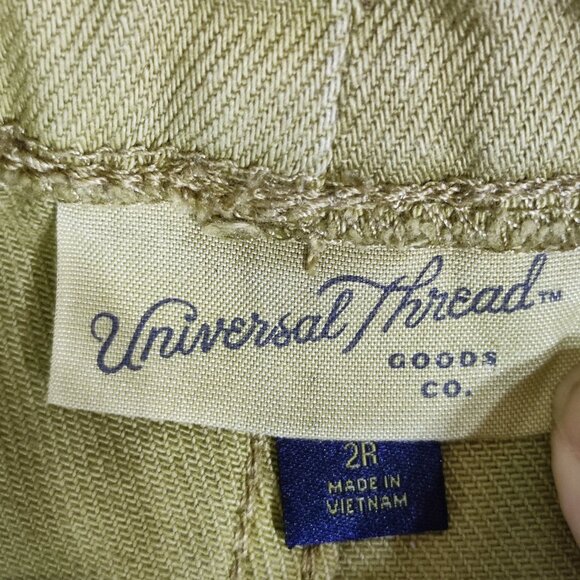 Universal Thread™
GOODS
CO.
2R
MADE IN
VIETNAM